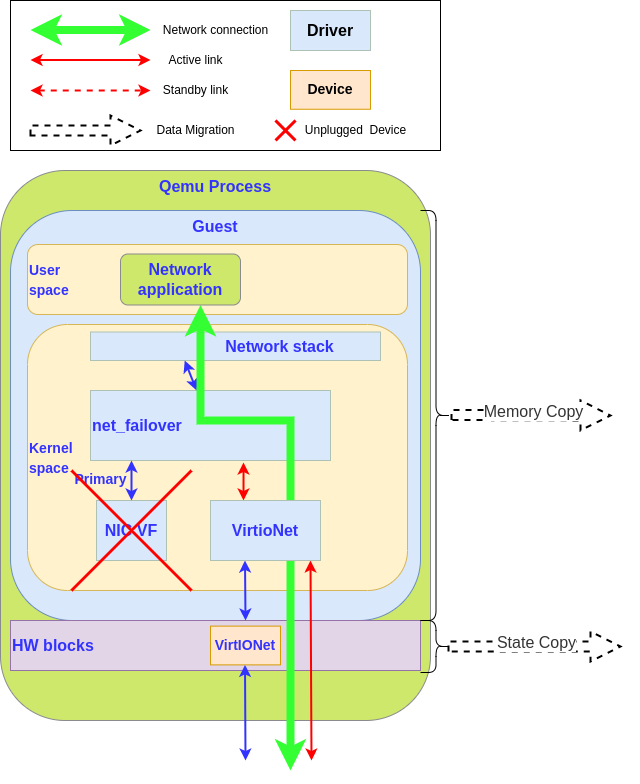 Network connection
Driver
Active link
Standby link
Device
Data Migration
Unplugged Device
Qemu Process
Guest
User
space
Network
application
Network stack
net_failover
Kernel
space
Primary
NIC VF
VirtioNet
Memory Copy
HW blocks
VirtIONet
State Copy